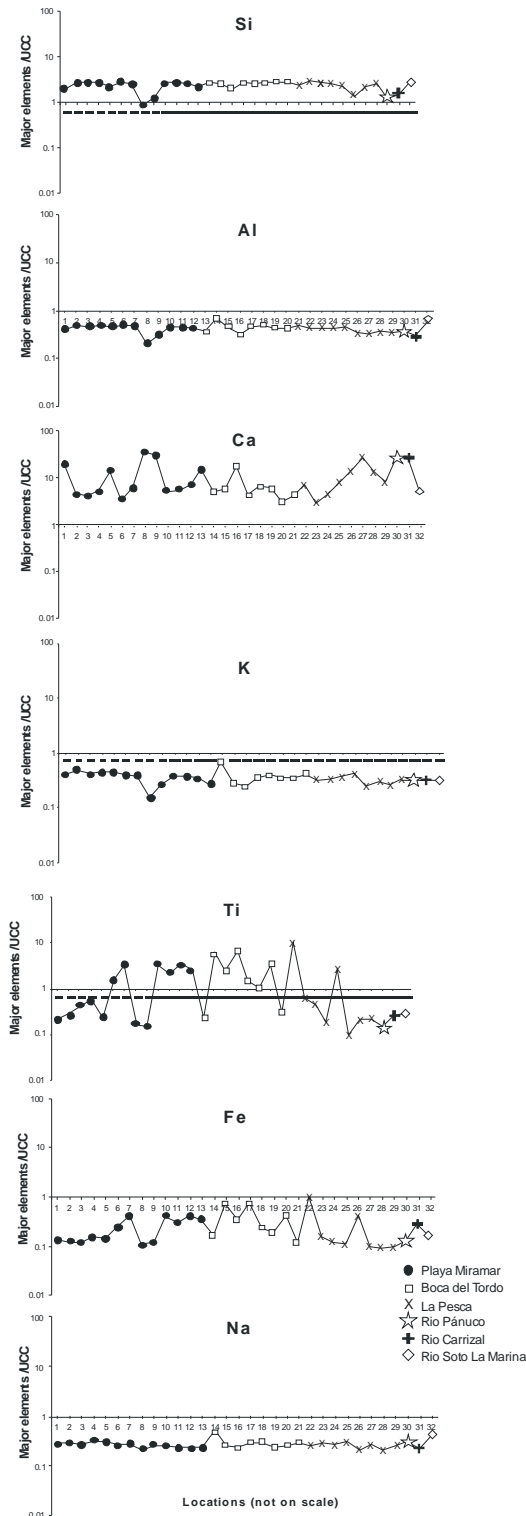 Si
Major elements /UCC
100
10
1
0.1
0.01
Al
Major elements /UCC
100
10
1
0.1
0.01
1 2 3 4 5 6 7 8 9 10 11 12 13 14 15 16 17 18 19 20 21 22 23 24 25 26 27 28 29 30 31 32
Ca
Major elements /UCC
100
10
1
0.1
0.01
1 2 3 4 5 6 7 8 9 10 11 12 13 14 15 16 17 18 19 20 21 22 23 24 25 26 27 28 29 30 31 32
K
Major elements /UCC
100
10
1
0.1
0.01
Ti
Major elements /UCC
100
10
1
0.1
0.01
Fe
Major elements /UCC
100
10
1
0.1
0.01
1 2 3 4 5 6 7 8 9 10 11 12 13 14 15 16 17 18 19 20 21 22 23 24 25 26 27 28 29 30 31 32
Playa Miramar
Boca del Tordo
La Pesca
Rio Pánuco
Rio Carrizal
Rio Soto La Marina
Na
Major elements /UCC
100
10
1
0.1
0.01
1 2 3 4 5 6 7 8 9 10 11 12 13 14 15 16 17 18 19 20 21 22 23 24 25 26 27 28 29 30 31 32
Locations (not on scale)